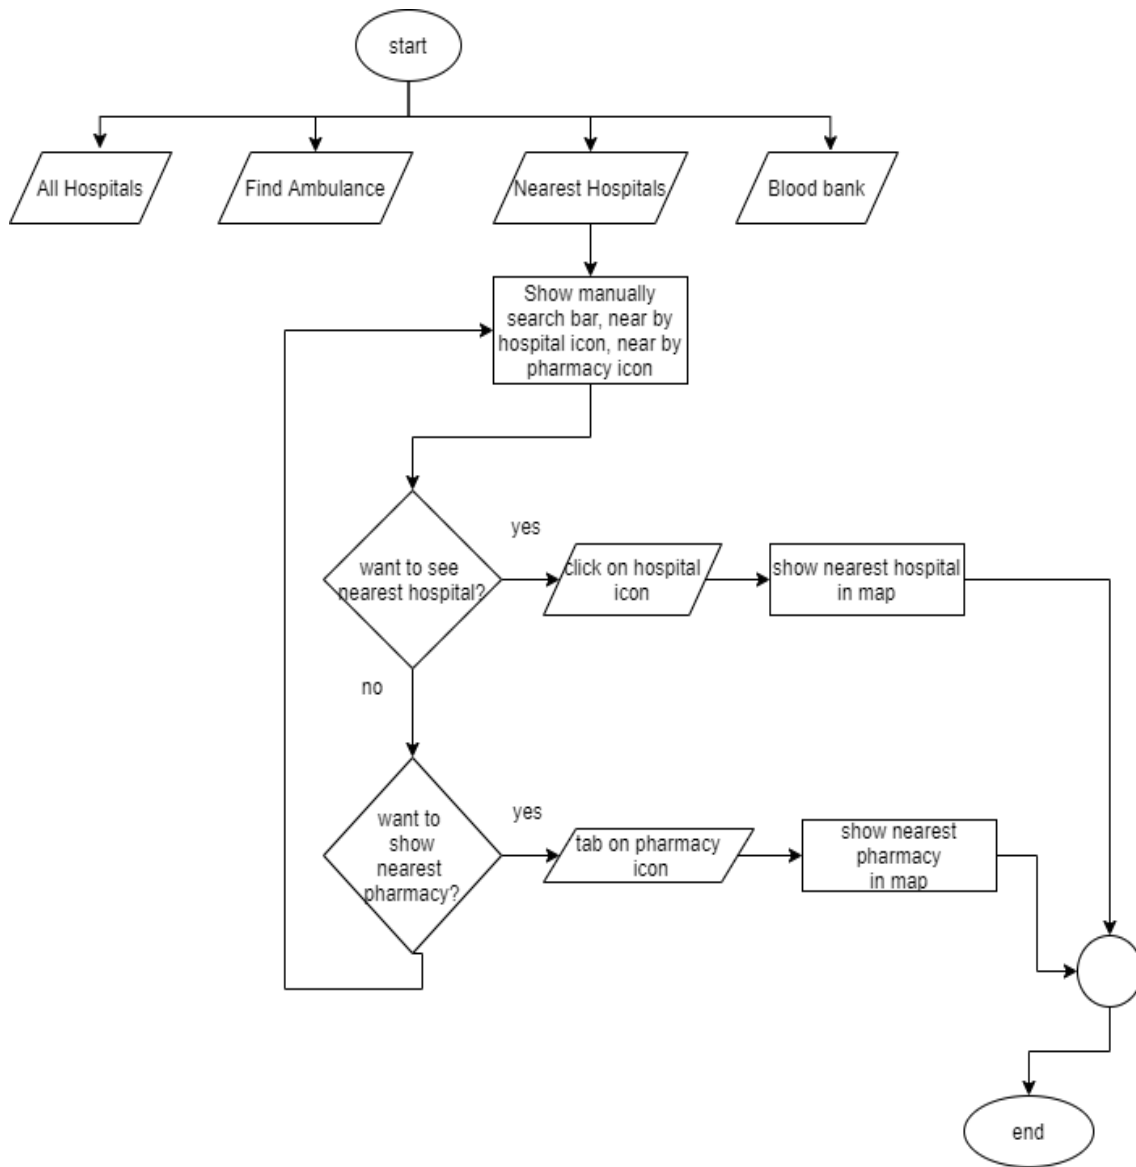 start
All Hospitals
Find Ambulance
Nearest Hospitals
Blood bank
Show manually
search bar, near by
hospital icon, near by
pharmacy icon
want to see
nearest hospital?
yes
click on hospital
icon
show nearest hospital
in map
no
want to
show
nearest
pharmacy?
yes
tab on pharmacy
icon
show nearest
pharmacy
in map
end